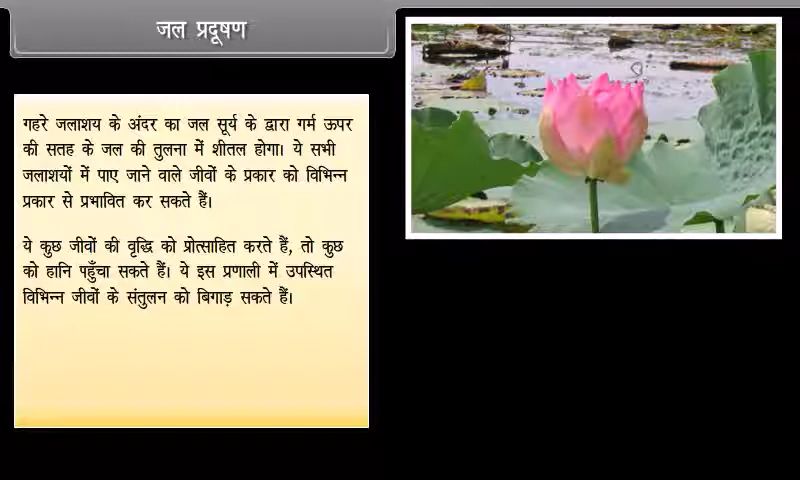 जल प्रदूषण
गहरे जलाशय के अंदर का जल सूर्य के द्वारा गर्म ऊपर
की सतह के जल की तुलना में शीतल होगा। ये सभी
जलाशयों में पाए जाने वाले जीवों के प्रकार को विभिन्न
प्रकार से प्रभावित कर सकते हैं।
ये कुछ जीवों की वृद्धि को प्रोत्साहित करते हैं, तो कुछ
को हानि पहुँचा सकते हैं। ये इस प्रणाली में उपस्थित
विभिन्न जीवों के संतुलन को बिगाड़ सकते हैं।